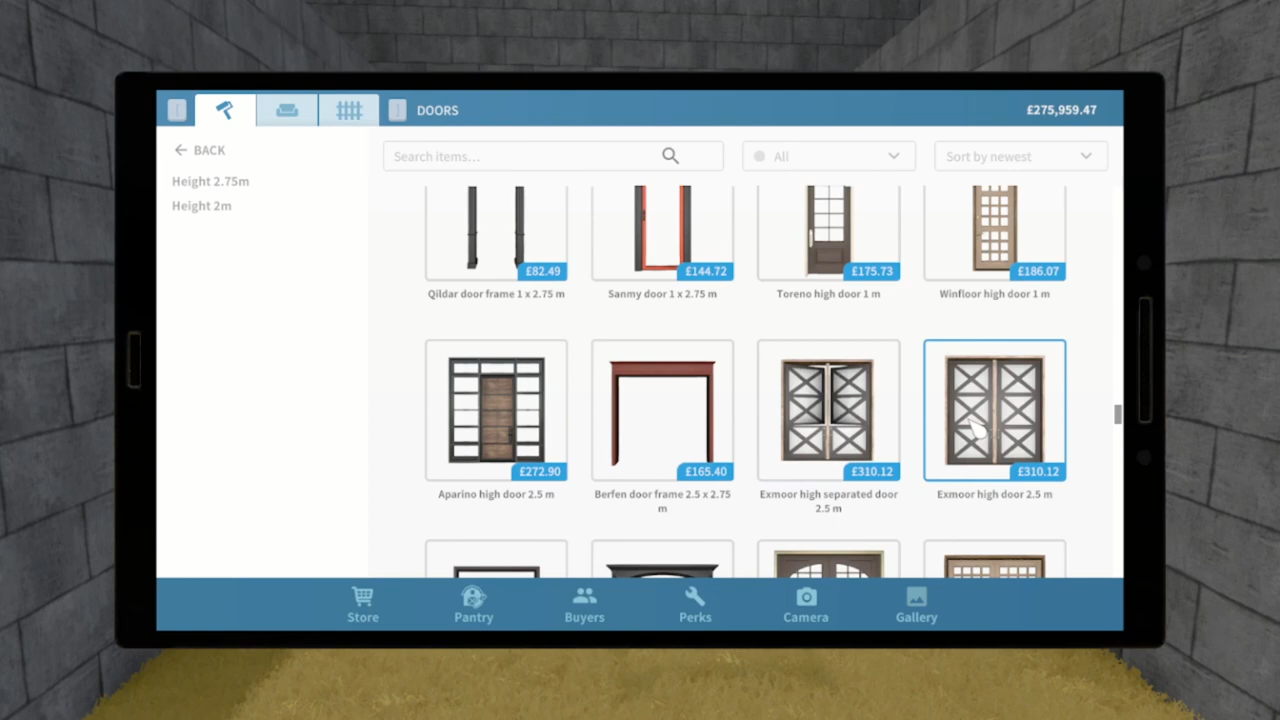 DOORS
£275,959.47
BACK
Search items...
All
Sort by newest
Height 2.75m
Height 2m
£82.49
£144.72
£175.73
£186.07
Qildar door frame 1 x 2.75 m
Sanmy door 1 x 2.75 m
Toreno high door 1 m
Winfloor high door 1 m
£272.90
£165.40
£310.12
£310.12
Aparino high door 2.5 m
Berfen door frame 2.5 x 2.75
m
Exmoor high separated door
2.5 m
Exmoor high door 2.5 m
Store
Pantry
Buyers
Perks
Camera
Gallery